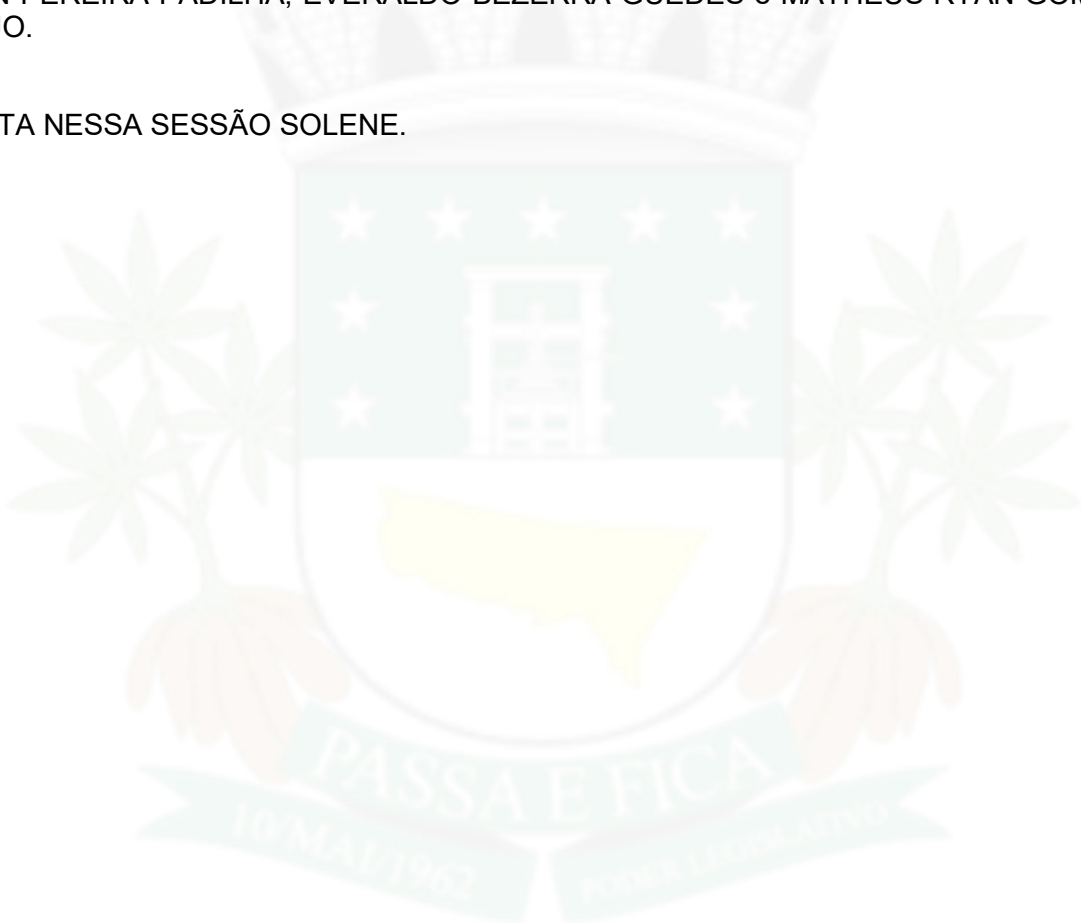 PEREIRA PADILHA, EVERALDO BEZERRA GUEDES e MATHEUS RYAN
O.
TA NESSA SESSÃO SOLENE.
PASSA E FICA
10/MAI/1962
PODER LEGISLATIVO